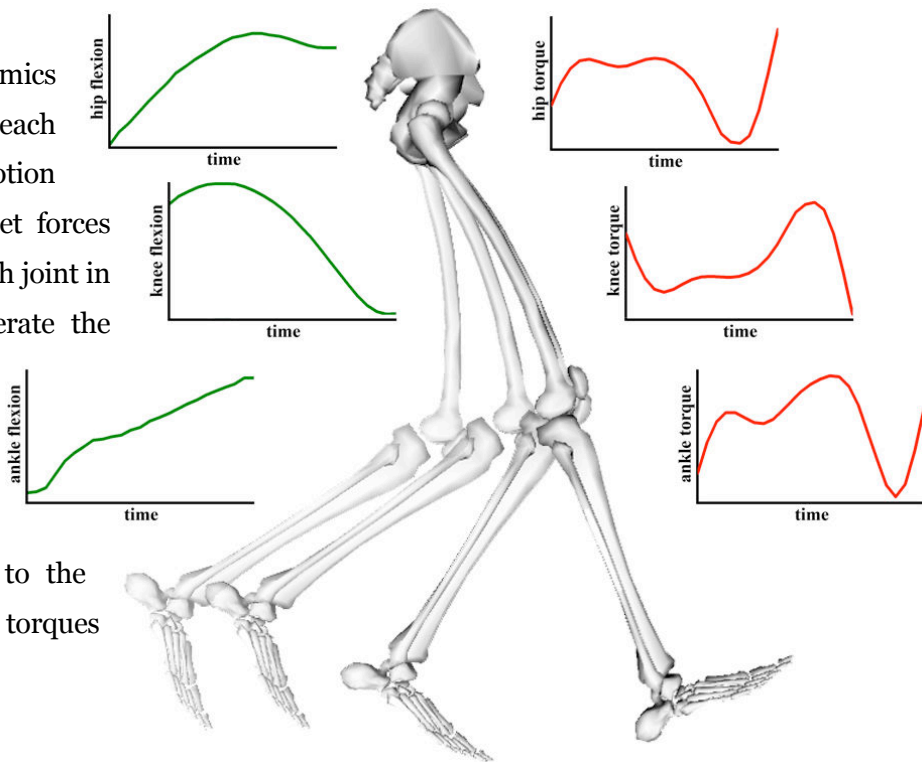 mics
each
otion
et forces
h joint in
erate the
to the
torques
hip flexion
time
knee flexion
time
ankle flexion
time
hip torque
time
knee torque
time
ankle torque
time